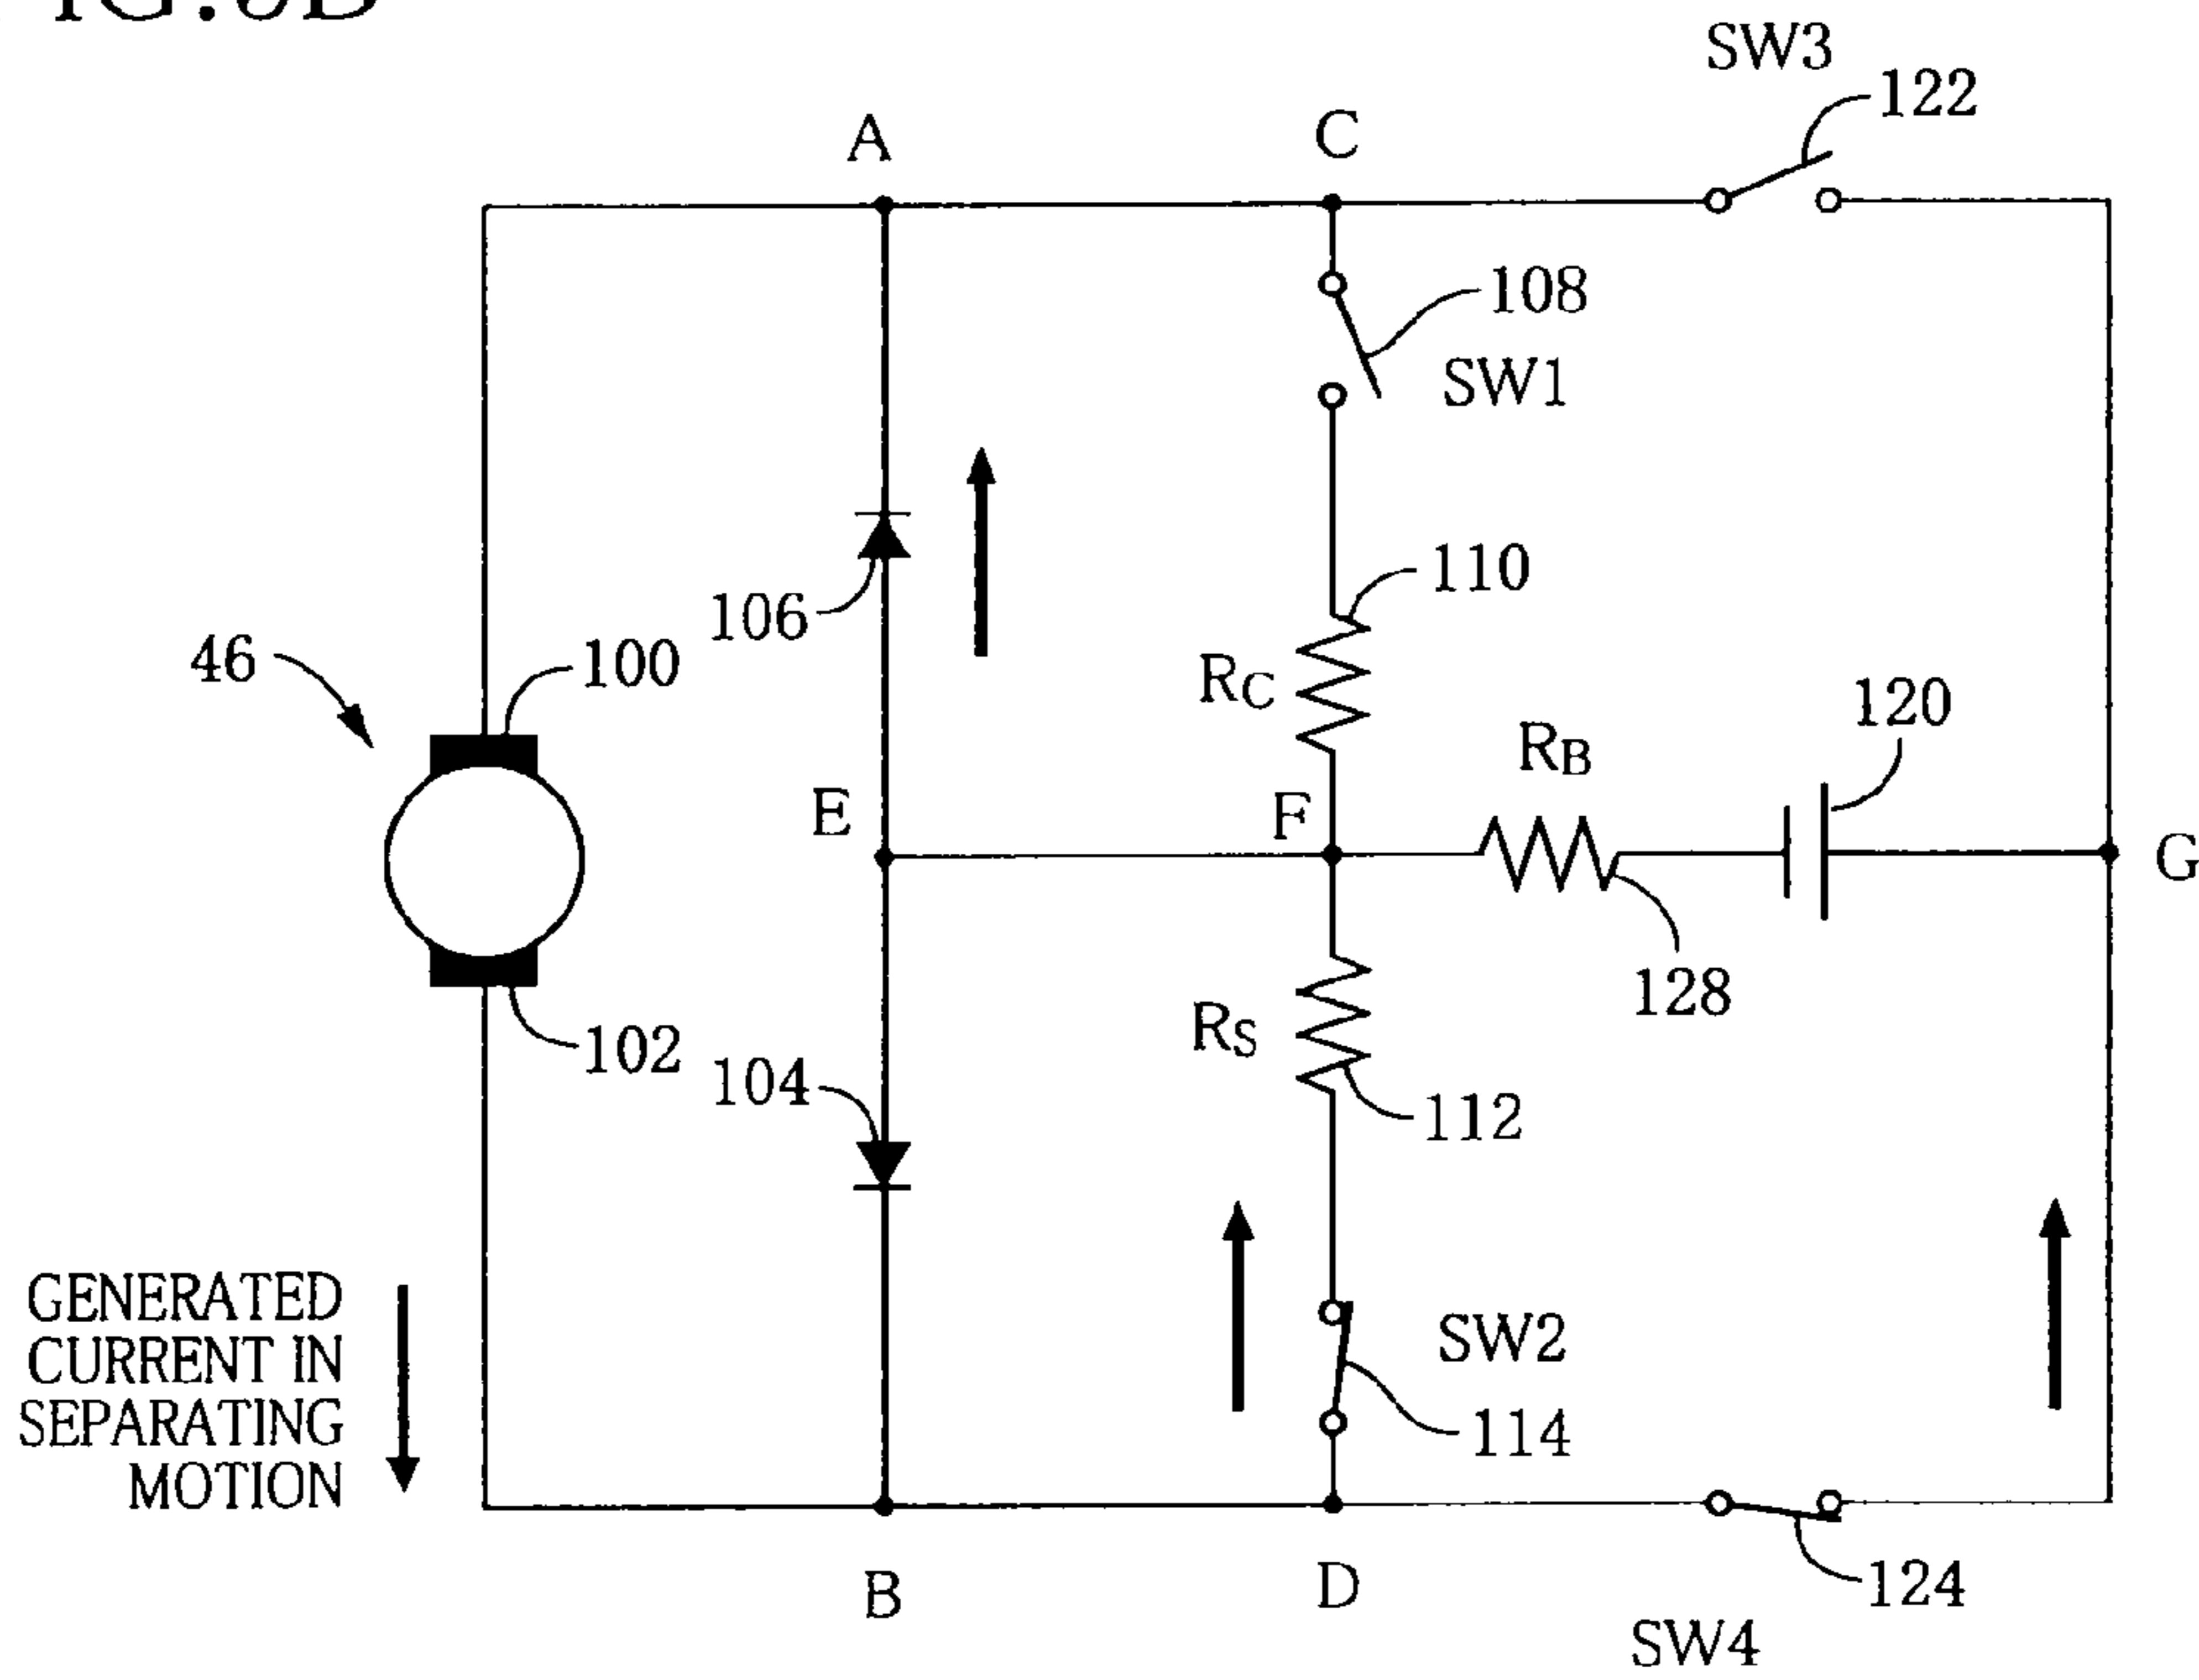 SW3
122
A
C
108
SW1
110
106
RC
46
100
120
RB
E
F
G
128
102
RS
104
112
GENERATED
CURRENT IN
SEPARATING
MOTION
SW2
114
B
D
124
SW4